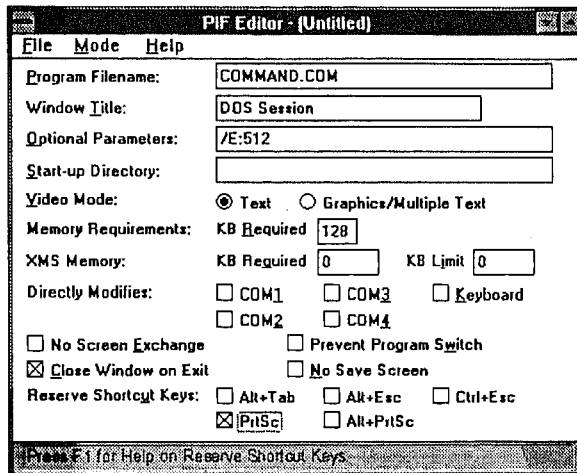 PIF Editor - (Untitled)
File Mode Help
Program Filename: COMMAND.COM
Window Title: DOS Session
Optional Parameters: /E:512
Start-up Directory:
Video Mode: Text Graphics/Multiple Text
Memory Requirements: KB Required 128
XMS Memory: KB Required 0 KB Limit 0
Directly Modifies: COM1 COM3 Keyboard
COM2 COM4
No Screen Exchange Prevent Program Switch
Close Window on Exit No Save Screen
Reserve Shortcut Keys: Alt+Tab Alt+Esc Ctrl+Esc
PrtSc Alt+PrtSc
Press F1 for Help on Reserve Shortcut Keys.